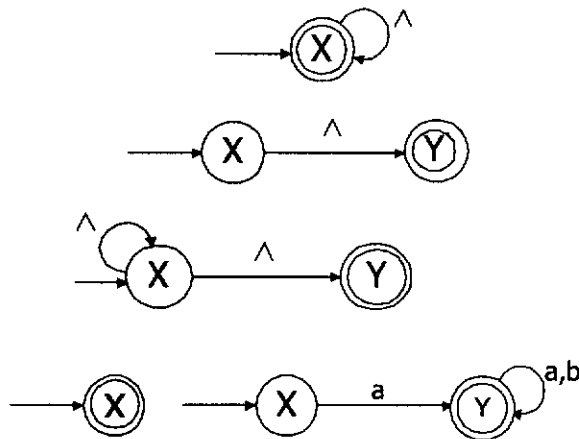 X ^
X ^ Y
^ X ^ Y
X X a Y a,b